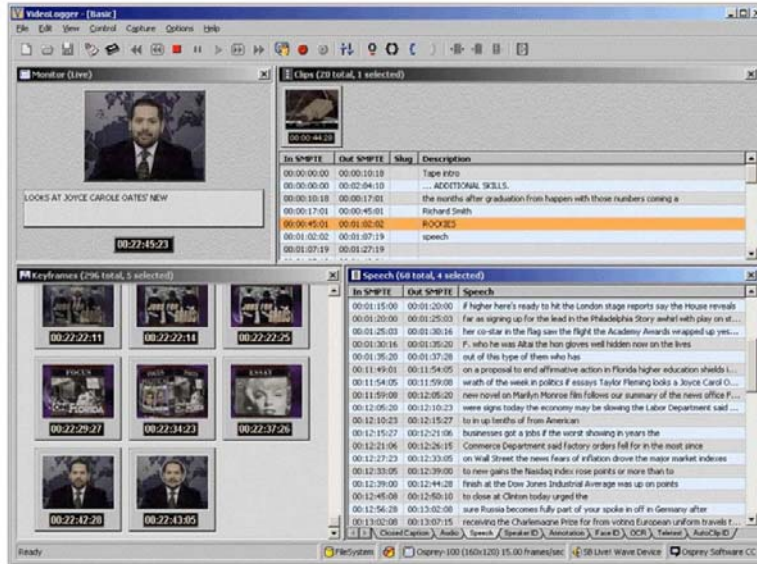 VideoLogger - [Basic]
File Edit View Control Capture Options Help
Monitor (Live)
LOOKS AT JOYCE CAROLE OATES' NEW
00:22:45:23
Clips (20 total, 1 selected)
00:00:44:28
In SMPTE Out SMPTE Slug Description
00:00:00:00 00:00:10:18 Tape intro
00:00:00:00 00:02:04:10 ... ADDITIONAL SKILLS.
00:00:10:18 00:00:17:01 the months after graduation from happen with those numbers coming a
00:00:17:01 00:00:45:01 Richard Smith
00:00:45:01 00:01:02:02 ROCKIES
00:01:02:02 00:01:07:19 speech
00:01:07:19 00:01:27:19
Keyframes (296 total, 5 selected)
00:22:22:11 00:22:22:14 00:22:22:25
FOCUS
FLORIDA
ESSAY
00:22:29:27 00:22:34:23 00:22:37:26
00:22:42:28 00:22:43:05
Speech (60 total, 4 selected)
In SMPTE Out SMPTE Speech
00:01:15:00 00:01:20:00 if higher here's ready to hit the London stage reports say the House reveals
00:01:20:00 00:01:25:03 far as signing up for the lead in the Philadelphia Story awhirl with play on st...
00:01:25:03 00:01:30:16 her co-star in the flag saw the flight the Academy Awards wrapped up yes...
00:01:30:16 00:01:35:20 F. who he was Altai the hon gloves well hidden now on the lives
00:01:35:20 00:01:37:28 out of this type of them who has
00:11:49:01 00:11:54:05 on a proposal to end affirmative action in Florida higher education shields i...
00:11:54:05 00:11:59:08 wrath of the week in politics if essays Taylor Fleming looks a Joyce Carol O...
00:11:59:08 00:12:05:20 new novel on Marilyn Monroe film follows our summary of the news office F...
00:12:05:20 00:12:10:23 were signs today the economy may be slowing the Labor Department said ...
00:12:10:23 00:12:15:27 to in up tenths of from American
00:12:15:27 00:12:21:06 businesses got a jobs if the worst showing in years the
00:12:21:06 00:12:26:15 Commerce Department said factory orders fell for in the most since
00:12:27:23 00:12:33:05 on Wall Street the news fears of inflation drove the major market indexes
00:12:33:05 00:12:39:00 to new gains the Nasdaq index rose points or more than to
00:12:39:00 00:12:44:28 finish at the Dow Jones Industrial Average was up on points
00:12:45:08 00:12:50:10 to close at Clinton today urged the
00:12:56:28 00:13:02:08 sure Russia becomes fully part of your spoke in off in Germany after
00:13:02:08 00:13:07:15 receiving the Charlemagne Prize for from voting European uniform travels t...
Closed Caption Audio Speech Speaker ID Annotation Face ID OCR Teletext AutoClip ID
Ready FileSystem Osprey-100 (160x120) 15.00 frames/sec SB Live! Wave Device Osprey Software CC